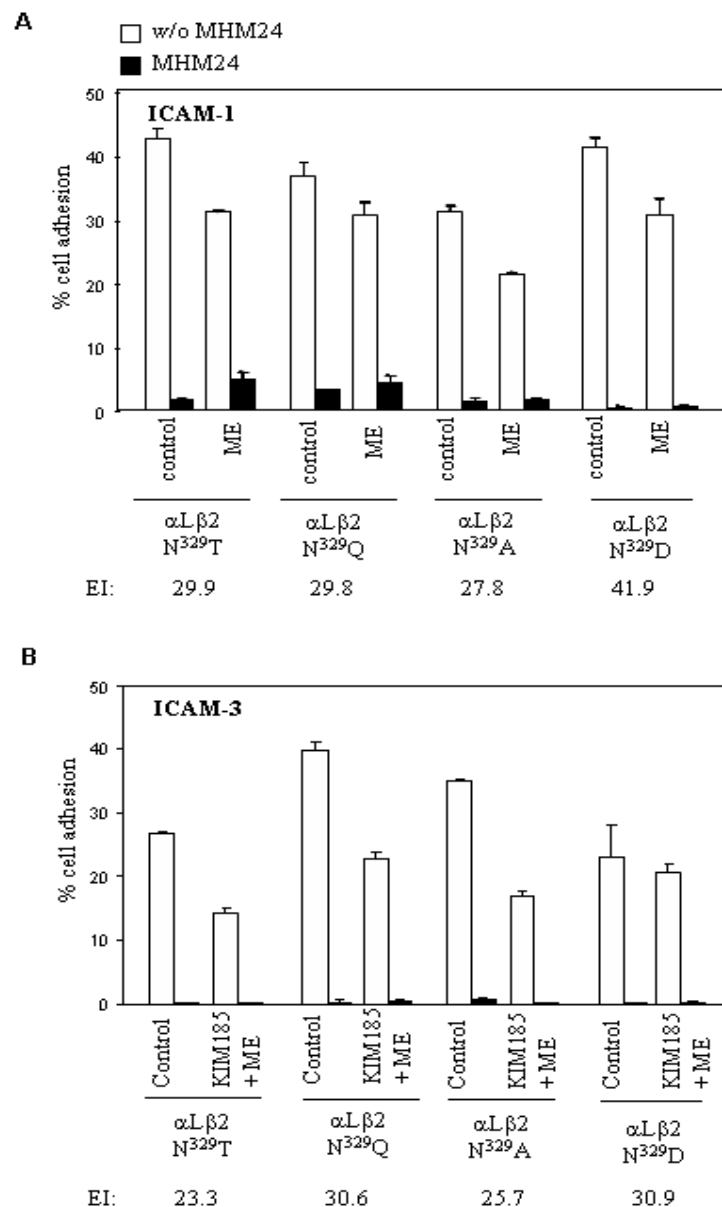 A
w/o MHM24
MHM24
ICAM-1
% cell adhesion
50
40
30
20
10
0
control ME control ME control ME control ME
αLβ2 αLβ2 αLβ2 αLβ2
N³²⁹T N³²⁹Q N³²⁹A N³²⁹D
EI: 29.9 29.8 27.8 41.9
B
ICAM-3
% cell adhesion
50
40
30
20
10
0
Control KIM185 Control KIM185 Control KIM185 Control KIM185
+ME +ME +ME +ME
αLβ2 αLβ2 αLβ2 αLβ2
N³²⁹T N³²⁹Q N³²⁹A N³²⁹D
EI: 23.3 30.6 25.7 30.9